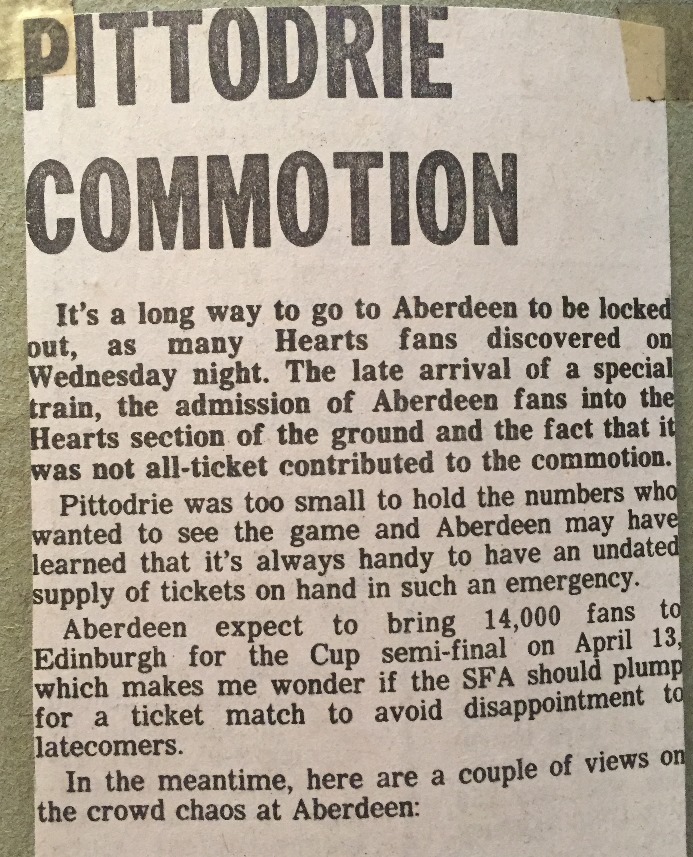 PITTODRIE
COMMOTION
It's a long way to go to Aberdeen to be locked
out, as many Hearts fans discovered on
Wednesday night. The late arrival of a special
train, the admission of Aberdeen fans into the
Hearts section of the ground and the fact that it
was not all-ticket contributed to the commotion.
Pittodrie was too small to hold the numbers who
wanted to see the game and Aberdeen may have
learned that it's always handy to have an undated
supply of tickets on hand in such an emergency.
Aberdeen expect to bring 14,000 fans to
Edinburgh for the Cup semi-final on April 13,
which makes me wonder if the SFA should plump
for a ticket match to avoid disappointment to
latecomers.
In the meantime, here are a couple of views on
the crowd chaos at Aberdeen: